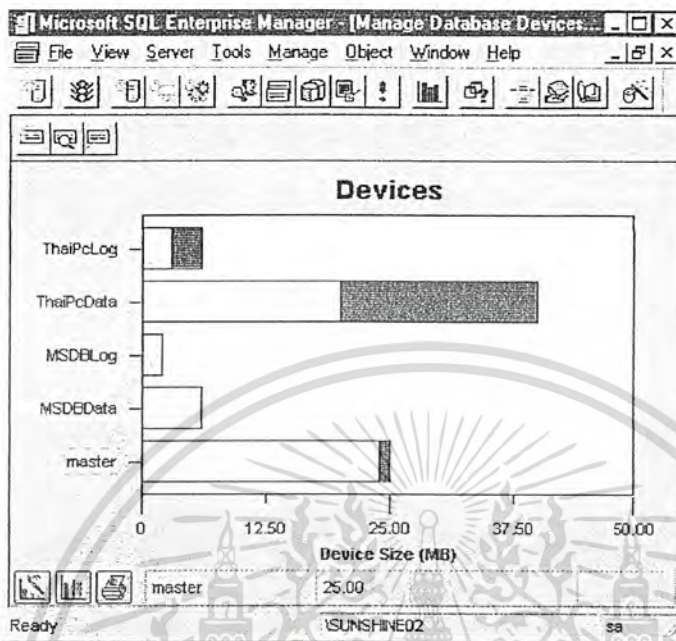 Microsoft SQL Enterprise Manager - [Manage Database Devices...
File View Server Tools Manage Object Window Help
Devices
ThaiPcLog
ThaiPcData
MSDBLog
MSDBData
master
0 12.50 25.00 37.50 50.00
Device Size (MB)
master 25.00
Ready \SUNSHINE02 sa